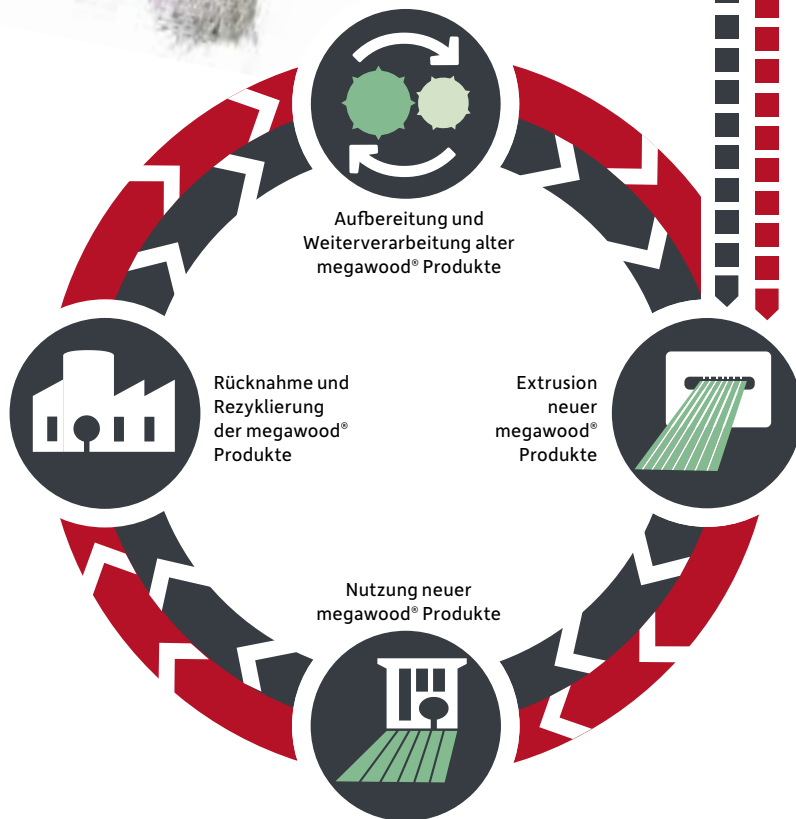 Aufbereitung und
Weiterverarbeitung alter
megawood® Produkte
Rücknahme und
Rezyklierung
der megawood®
Produkte
Extrusion
neuer
megawood®
Produkte
Nutzung neuer
megawood® Produkte